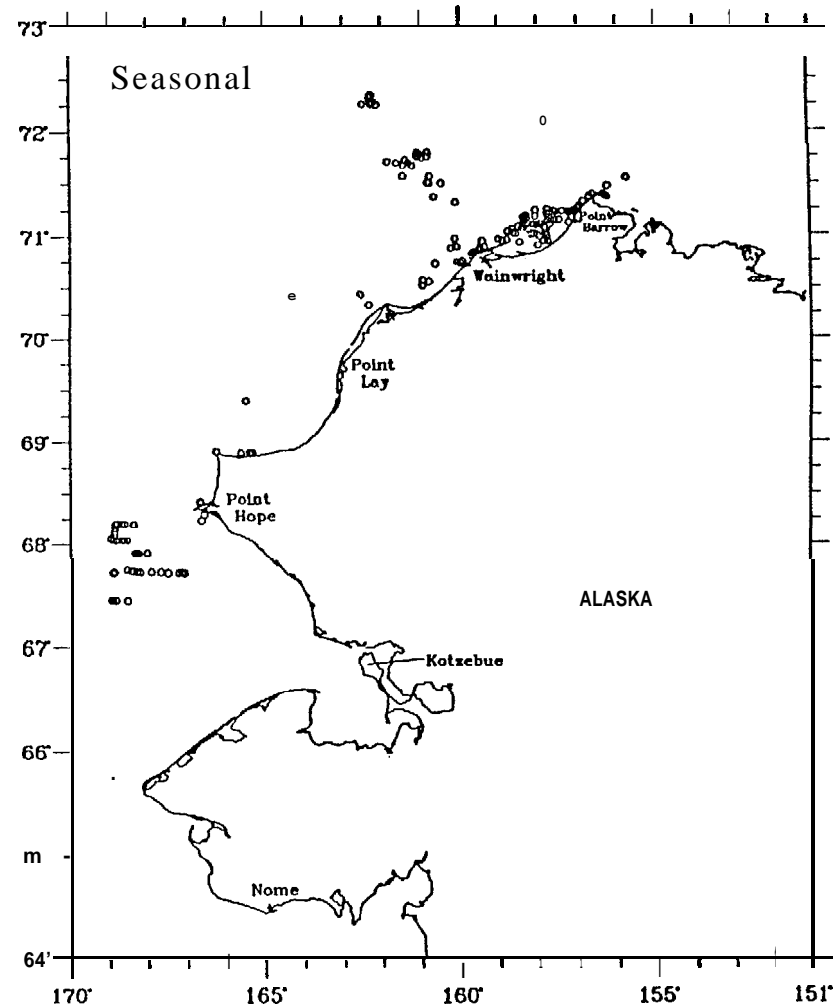 73°
Seasonal
72°
71°
Point
Barrow
Wainwright
70°
Point
Lay
69°
Point
Hope
68°
ALASKA
67°
Kotzebue
66°
m
Nome
64°
170° 165° 160° 155° 151°